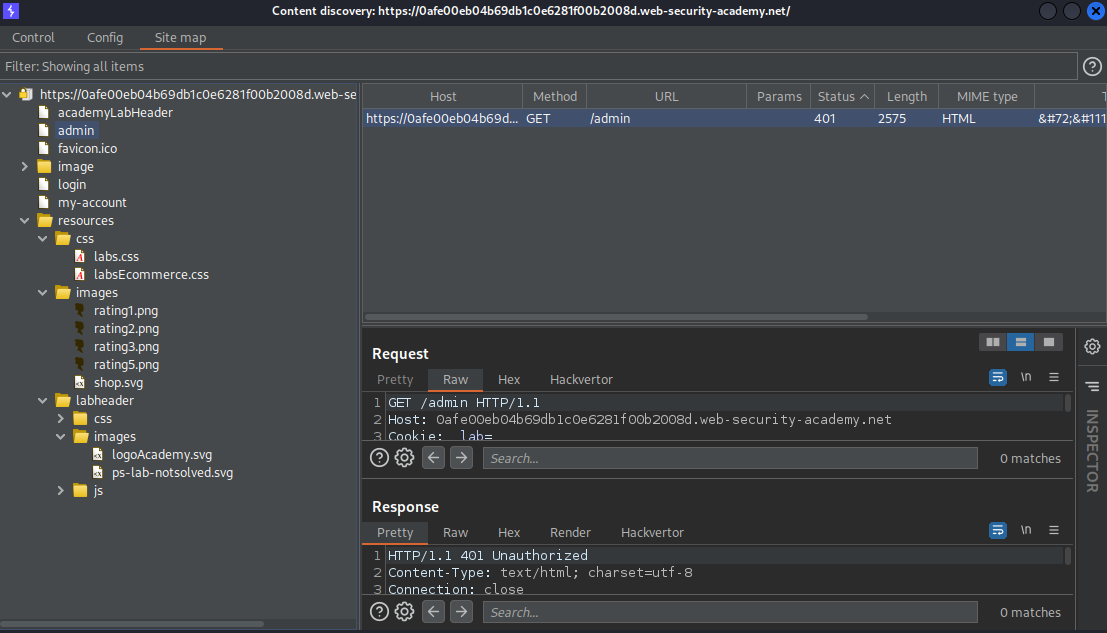 Content discovery: https://0afe00eb04b69db1c0e6281f00b2008d.web-security-academy.net/
Control Config Site map
Filter: Showing all items
https://0afe00eb04b69db1c0e6281f00b2008d.web-se
academyLabHeader
admin
favicon.ico
image
login
my-account
resources
css
labs.css
labsEcommerce.css
images
rating1.png
rating2.png
rating3.png
rating5.png
shop.svg
labheader
css
images
logoAcademy.svg
ps-lab-notsolved.svg
js
Host Method URL Params Status Length MIME type T
https://0afe00eb04b69d... GET /admin 401 2575 HTML &#72;&#111
Request
Pretty Raw Hex Hackvertor \n
1 GET /admin HTTP/1.1
2 Host: 0afe00eb04b69db1c0e6281f00b2008d.web-security-academy.net
3 Cookie: _lab=
Search... 0 matches
Response
Pretty Raw Hex Render Hackvertor \n
1 HTTP/1.1 401 Unauthorized
2 Content-Type: text/html; charset=utf-8
3 Connection: close
Search... 0 matches
INSPECTOR